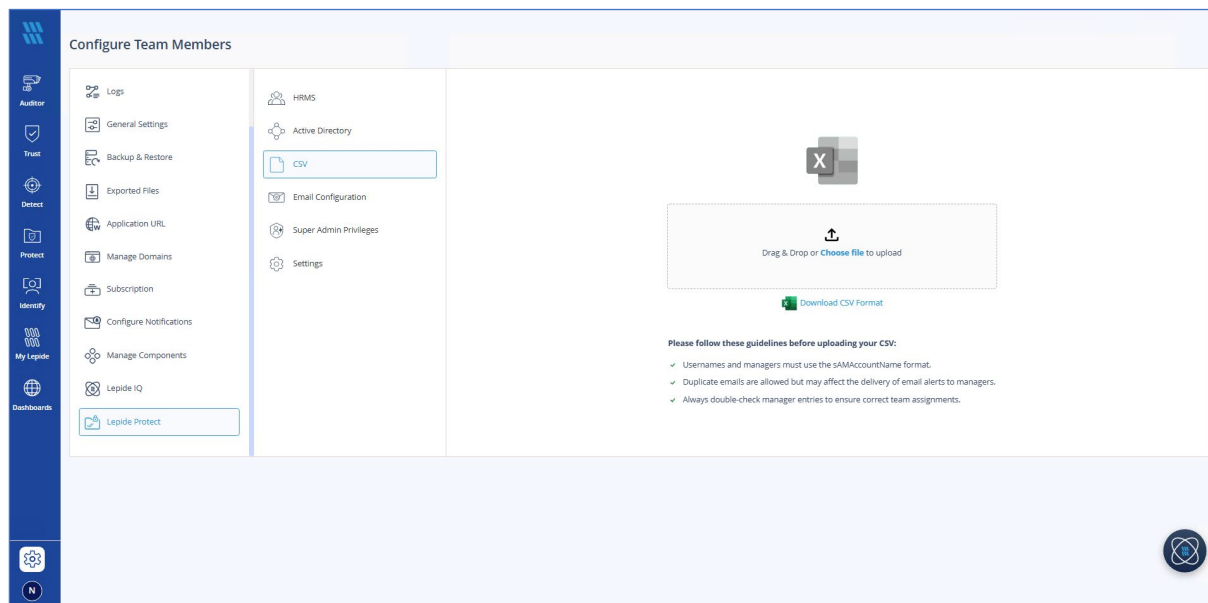 Configure Team Members
Auditor
Trust
Detect
Protect
Identify
My Lepide
Dashboards
N
Logs
General Settings
Backup & Restore
Exported Files
Application URL
Manage Domains
Subscription
Configure Notifications
Manage Components
Lepide IQ
Lepide Protect
HRMS
Active Directory
CSV
Email Configuration
Super Admin Privileges
Settings
X
Drag & Drop or Choose file to upload
Download CSV Format
Please follow these guidelines before uploading your CSV:
Usernames and managers must use the sAMAccountName format.
Duplicate emails are allowed but may affect the delivery of email alerts to managers.
Always double-check manager entries to ensure correct team assignments.